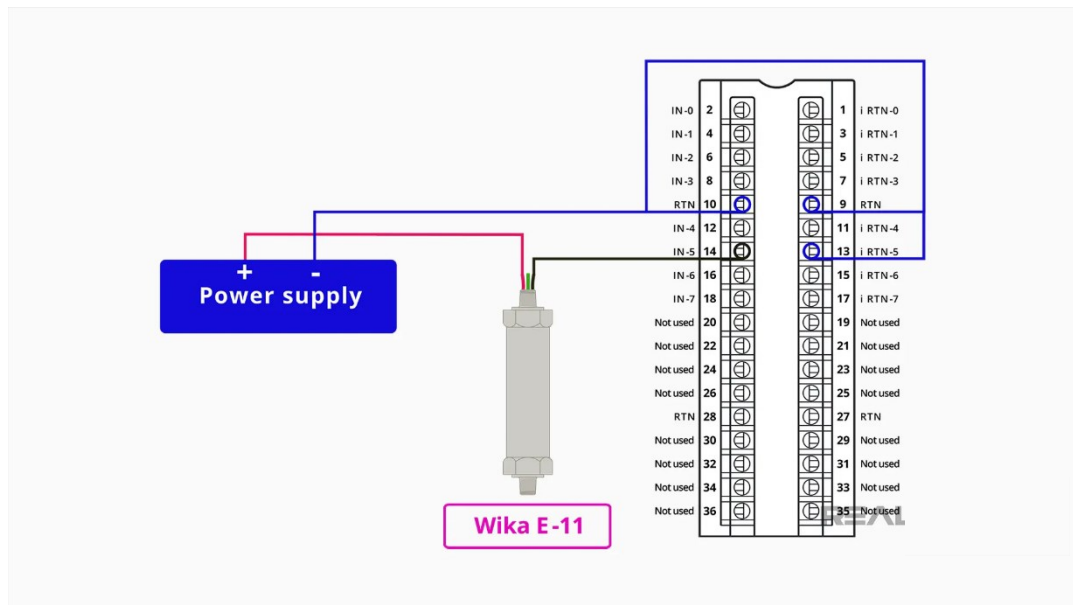 IN-0 2 1 i RTN-0
IN-1 4 3 i RTN-1
IN-2 6 5 i RTN-2
IN-3 8 7 i RTN-3
RTN 10 9 RTN
IN-4 12 11 i RTN-4
IN-5 14 13 i RTN-5
+ -
Power supply
IN-6 16 15 i RTN-6
IN-7 18 17 i RTN-7
Not used 20 19 Not used
Not used 22 21 Not used
Not used 24 23 Not used
Not used 26 25 Not used
RTN 28 27 RTN
Not used 30 29 Not used
Not used 32 31 Not used
Not used 34 33 Not used
Not used 36 35 Not used
REAL
Wika E-11